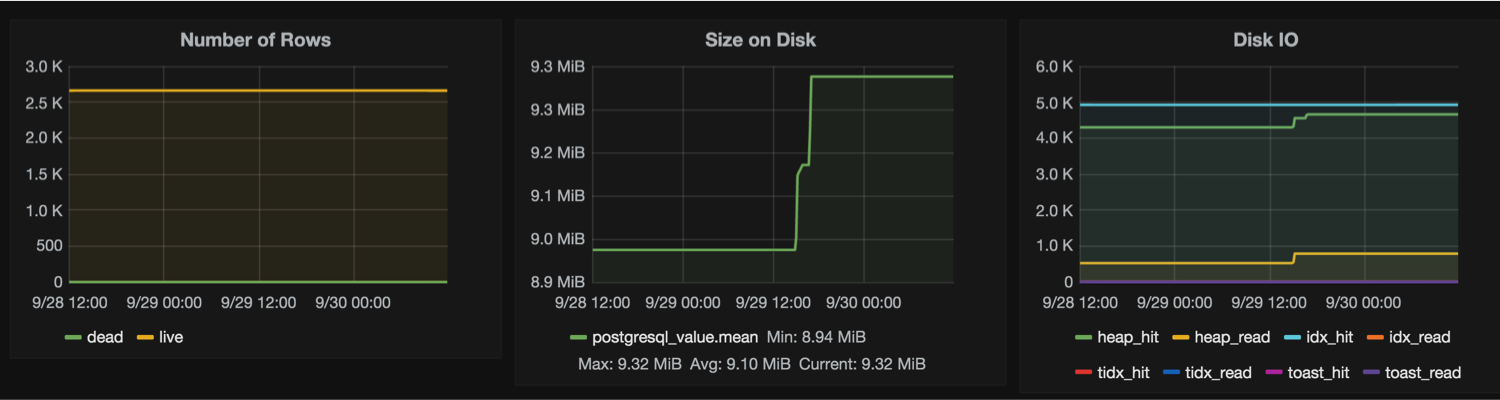 Number of Rows
3.0 K
2.5 K
2.0 K
1.5 K
1.0 K
500
0
9/28 12:00 9/29 00:00 9/29 12:00 9/30 00:00
dead live
Size on Disk
9.3 MiB
9.3 MiB
9.2 MiB
9.1 MiB
9.0 MiB
8.9 MiB
9/28 12:00 9/29 00:00 9/29 12:00 9/30 00:00
postgresql_value.mean Min: 8.94 MiB
Max: 9.32 MiB Avg: 9.10 MiB Current: 9.32 MiB
Disk IO
6.0 K
5.0 K
4.0 K
3.0 K
2.0 K
1.0 K
0
9/28 12:00 9/29 00:00 9/29 12:00 9/30 00:00
heap_hit heap_read idx_hit idx_read
tidx_hit tidx_read toast_hit toast_read